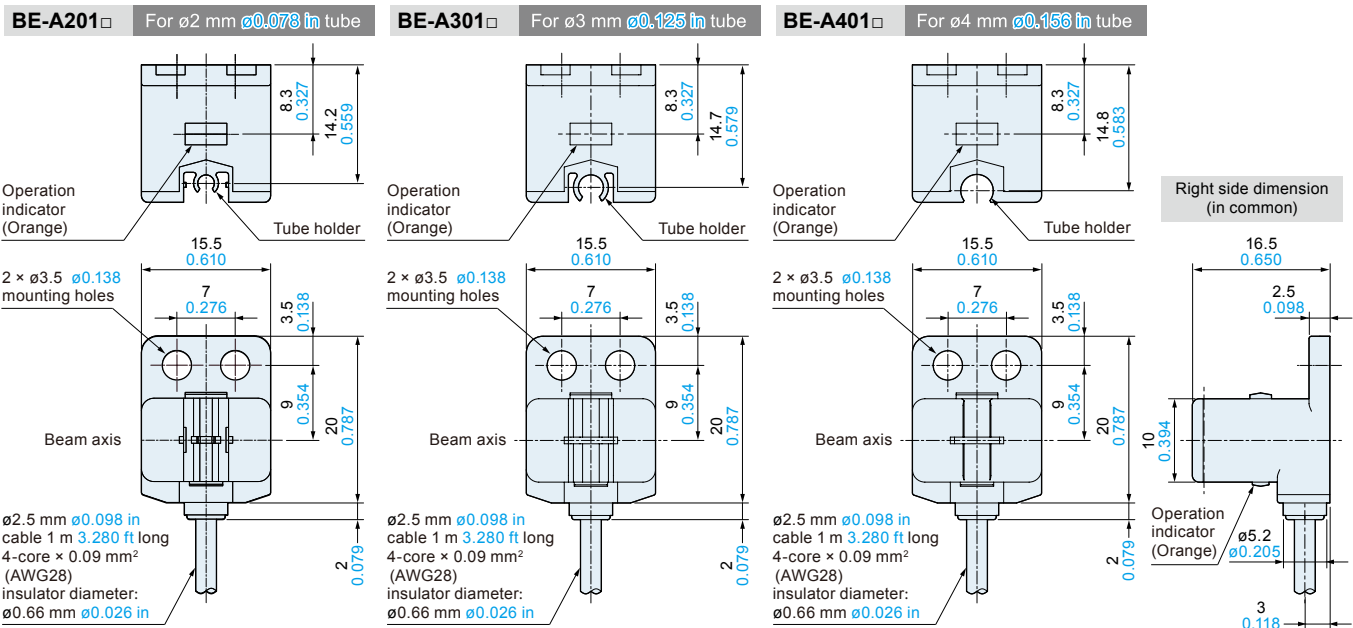 BE-A201□ For ø2 mm ø0.078 in tube
8.3
0.327
14.2
0.559
Operation
indicator
(Orange)
Tube holder
15.5
0.610
2 × ø3.5 ø0.138
mounting holes
7
0.276
3.5
0.138
9
0.354
20
0.787
Beam axis
ø2.5 mm ø0.098 in
cable 1 m 3.280 ft long
4-core × 0.09 mm²
(AWG28)
insulator diameter:
ø0.66 mm ø0.026 in
2
0.079
BE-A301□ For ø3 mm ø0.125 in tube
8.3
0.327
14.7
0.579
Operation
indicator
(Orange)
Tube holder
15.5
0.610
2 × ø3.5 ø0.138
mounting holes
7
0.276
3.5
0.138
9
0.354
20
0.787
Beam axis
ø2.5 mm ø0.098 in
cable 1 m 3.280 ft long
4-core × 0.09 mm²
(AWG28)
insulator diameter:
ø0.66 mm ø0.026 in
2
0.079
BE-A401□ For ø4 mm ø0.156 in tube
8.3
0.327
14.8
0.583
Operation
indicator
(Orange)
Tube holder
15.5
0.610
2 × ø3.5 ø0.138
mounting holes
7
0.276
3.5
0.138
9
0.354
20
0.787
Beam axis
ø2.5 mm ø0.098 in
cable 1 m 3.280 ft long
4-core × 0.09 mm²
(AWG28)
insulator diameter:
ø0.66 mm ø0.026 in
2
0.079
Right side dimension
(in common)
16.5
0.650
2.5
0.098
10
0.394
Operation
indicator
(Orange)
ø5.2
ø0.205
3
0.118